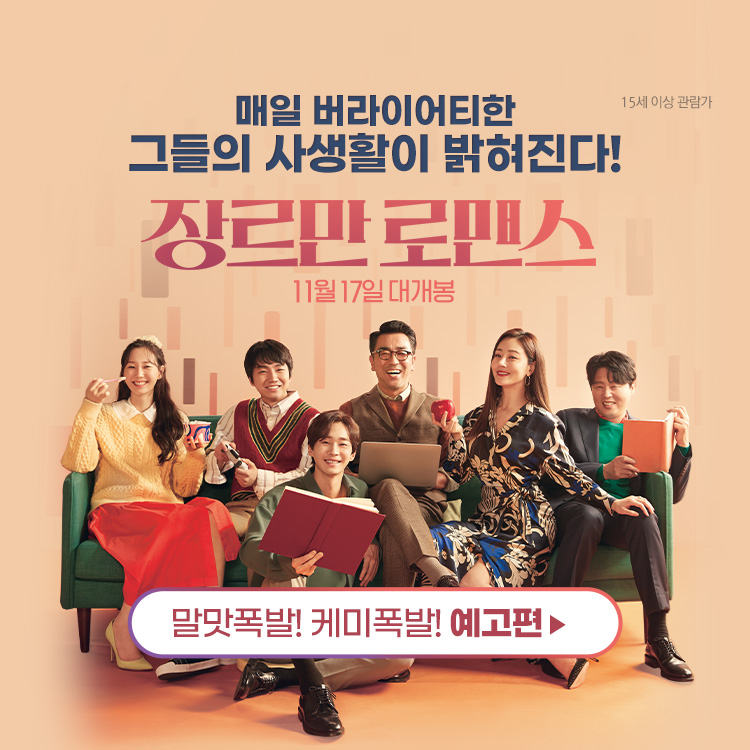 매일 버라이어티한
15세 이상 관람가
그들의 사생활이 밝혀진다!
장르만 로맨스
11월 17일 대개봉
말맛폭발! 케미폭발! 예고편▶